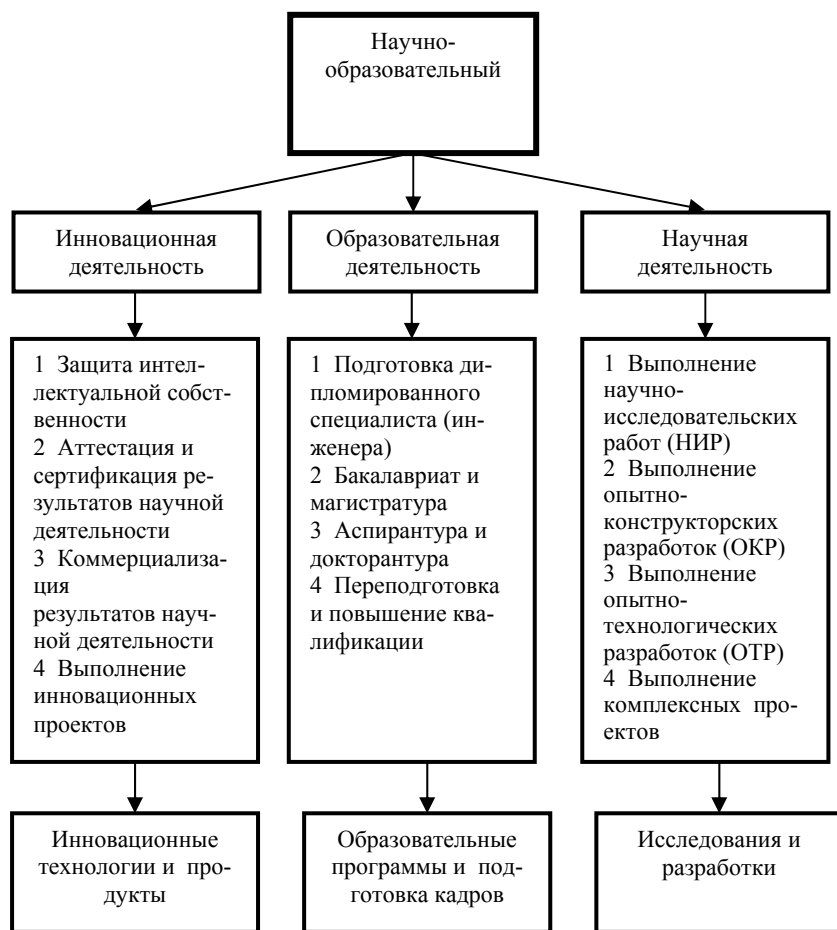 Научно-
образовательный
Инновационная
деятельность
Образовательная
деятельность
Научная
деятельность
1 Защита интел-
лектуальной собст-
венности
2 Аттестация и
сертификация ре-
зультатов научной
деятельности
3 Коммерциализа-
ция
результатов науч-
ной деятельности
4 Выполнение
инновационных
проектов
1 Подготовка ди-
пломированного
специалиста (ин-
женера)
2 Бакалавриат и
магистратура
3 Аспирантура и
докторантура
4 Переподготовка
и повышение ква-
лификации
1 Выполнение
научно-
исследовательских
работ (НИР)
2 Выполнение
опытно-
конструкторских
разработок (ОКР)
3 Выполнение
опытно-
технологических
разработок (ОТР)
4 Выполнение
комплексных про-
ектов
Инновационные
технологии и про-
дукты
Образовательные
программы и под-
готовка кадров
Исследования и
разработки